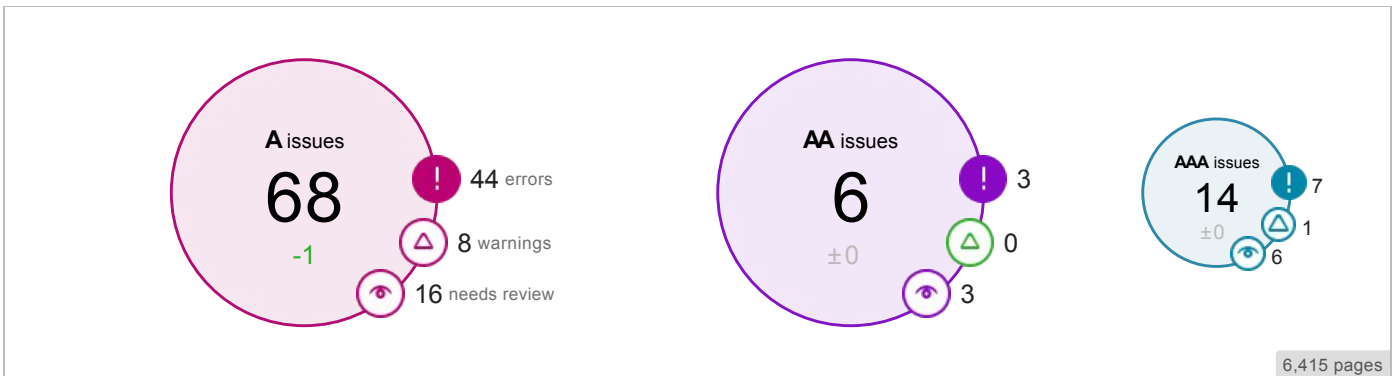 A issues
68
-1
! 44 errors
8 warnings
16 needs review
AA issues
6
±0
! 3
0
3
AAA issues
14
±0
! 7
1
6
6,415 pages